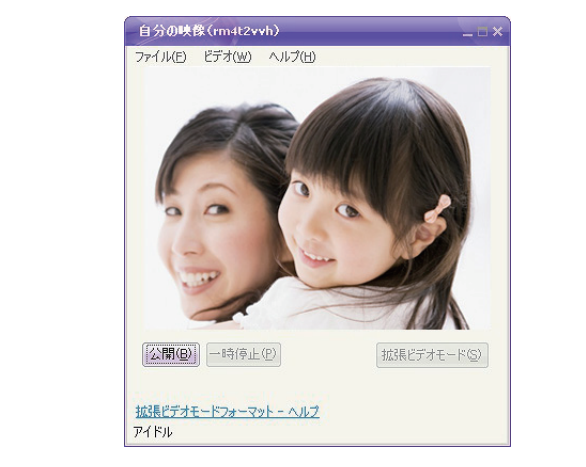 自分の映像(rm4t2vvh)
ファイル(F) ビデオ(W) ヘルプ(H)
公開(B) 一時停止(P) 拡張ビデオモード(S)
拡張ビデオモードフォーマット - ヘルプ
アイドル